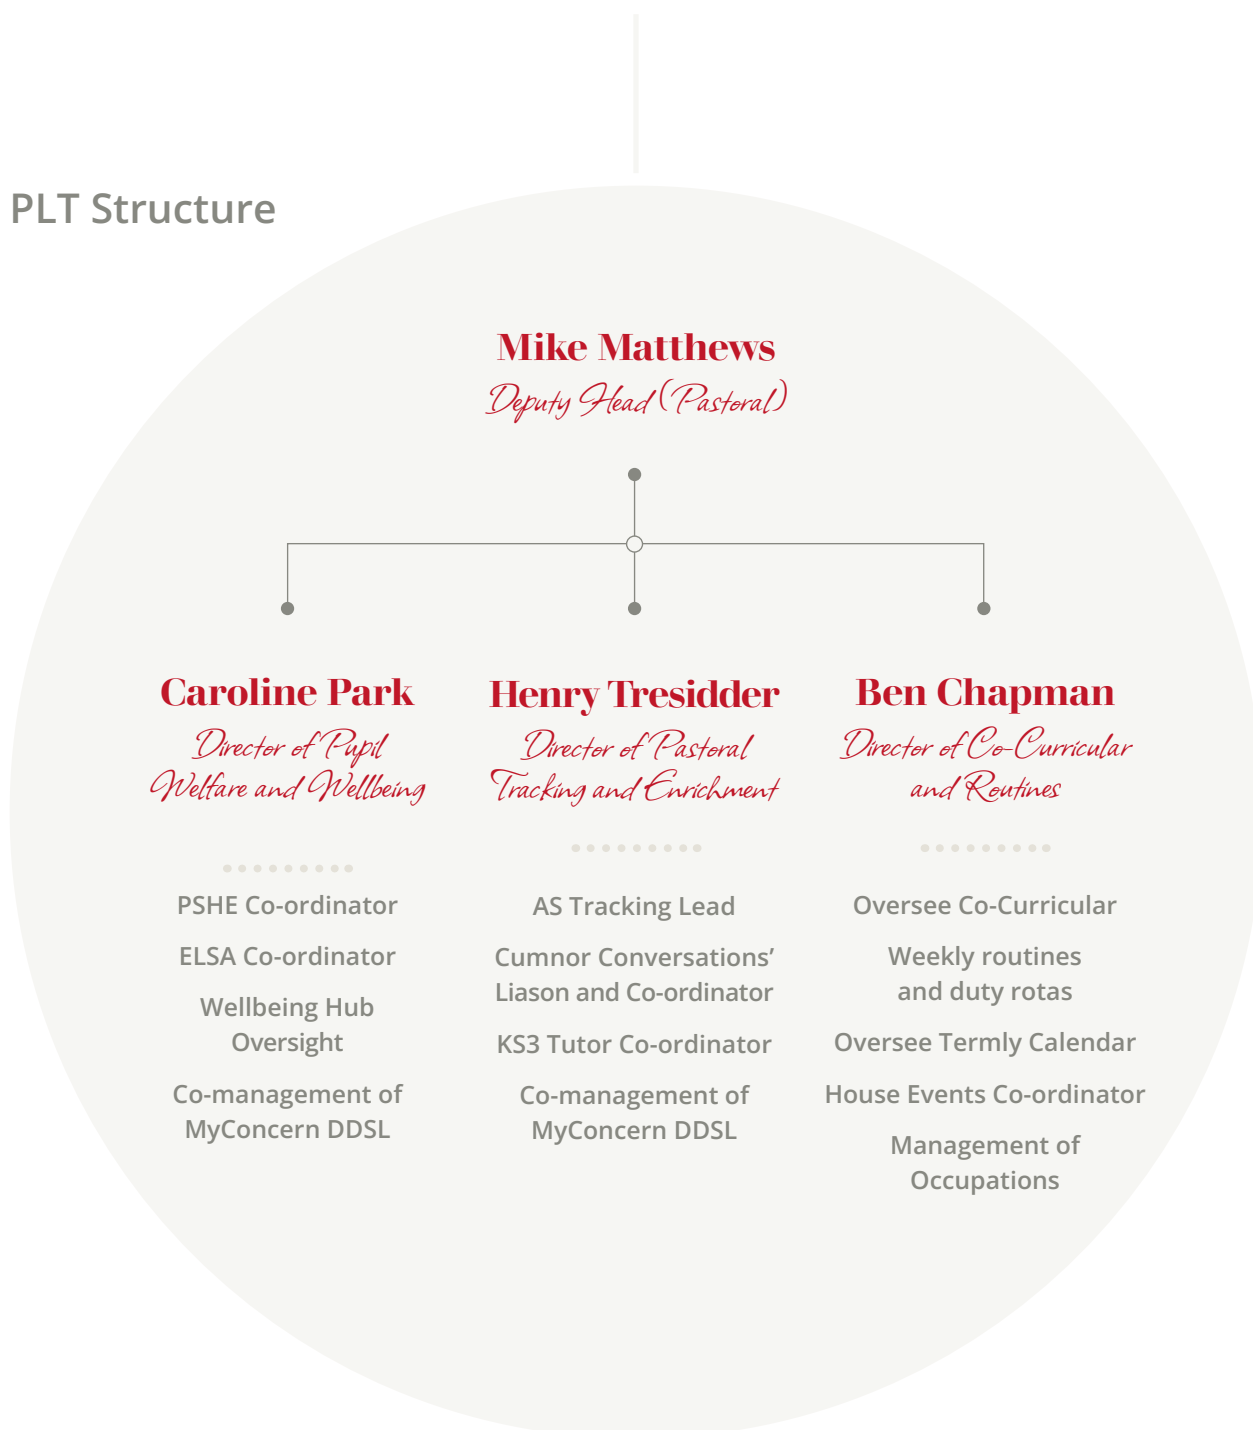 PLT Structure
Mike Matthews
Deputy Head (Pastoral)
Caroline Park
Director of Pupil
Welfare and Wellbeing
PSHE Co-ordinator
ELSA Co-ordinator
Wellbeing Hub
Oversight
Co-management of
MyConcern DDSL
Henry Tresidder
Director of Pastoral
Tracking and Enrichment
AS Tracking Lead
Cumnor Conversations’
Liason and Co-ordinator
KS3 Tutor Co-ordinator
Co-management of
MyConcern DDSL
Ben Chapman
Director of Co-Curricular
and Routines
Oversee Co-Curricular
Weekly routines
and duty rotas
Oversee Termly Calendar
House Events Co-ordinator
Management of
Occupations